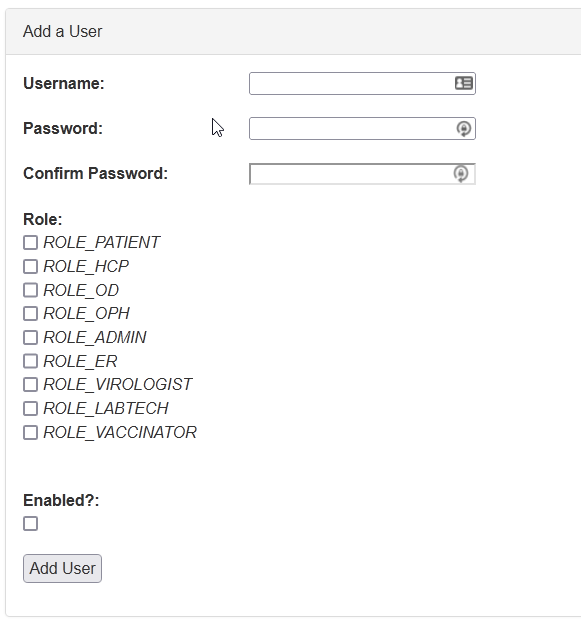 Add a User
Username:
Password:
Confirm Password:
Role:
ROLE_PATIENT
ROLE_HCP
ROLE_OD
ROLE_OPH
ROLE_ADMIN
ROLE_ER
ROLE_VIROLOGIST
ROLE_LABTECH
ROLE_VACCINATOR
Enabled?:
Add User